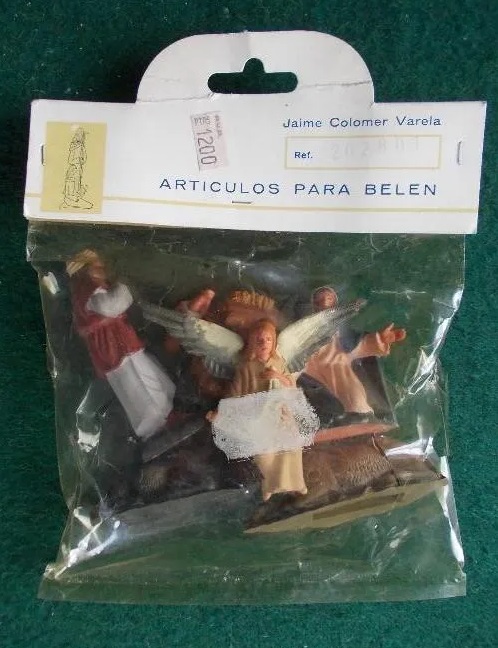 Jaime Colomer Varela
1200
Ref.
ARTICULOS PARA BELEN